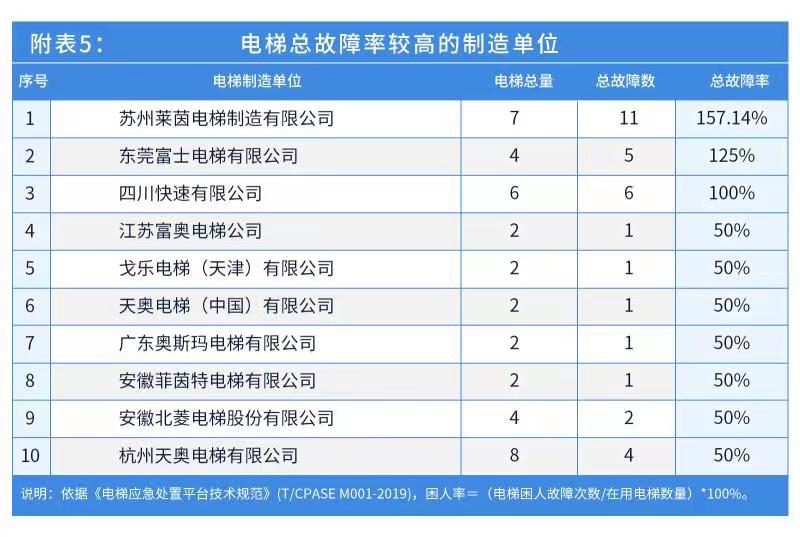 附表5： 电梯总故障率较高的制造单位
序号 电梯制造单位 电梯总量 总故障数 总故障率
1 苏州莱茵电梯制造有限公司 7 11 157.14%
2 东莞富士电梯有限公司 4 5 125%
3 四川快速有限公司 6 6 100%
4 江苏富奥电梯公司 2 1 50%
5 戈乐电梯（天津）有限公司 2 1 50%
6 天奥电梯（中国）有限公司 2 1 50%
7 广东奥斯玛电梯有限公司 2 1 50%
8 安徽菲茵特电梯有限公司 2 1 50%
9 安徽北菱电梯股份有限公司 4 2 50%
10 杭州天奥电梯有限公司 8 4 50%
说明：依据《电梯应急处置平台技术规范》(T/CPASE M001-2019)，困人率＝（电梯困人故障次数/在用电梯数量）*100%。